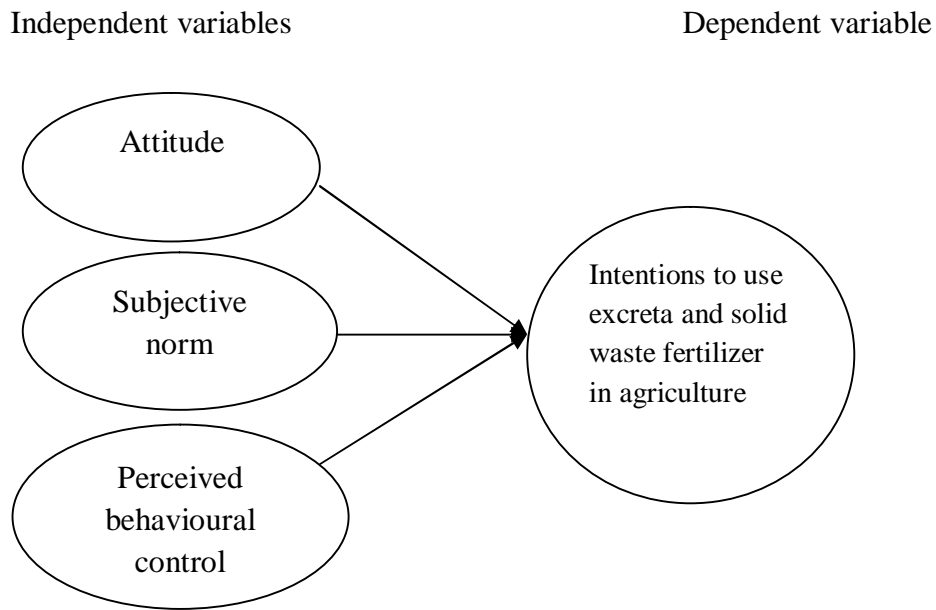 Independent variables
Dependent variable
Attitude
Subjective
norm
Perceived
behavioural
control
Intentions to use
excreta and solid
waste fertilizer
in agriculture